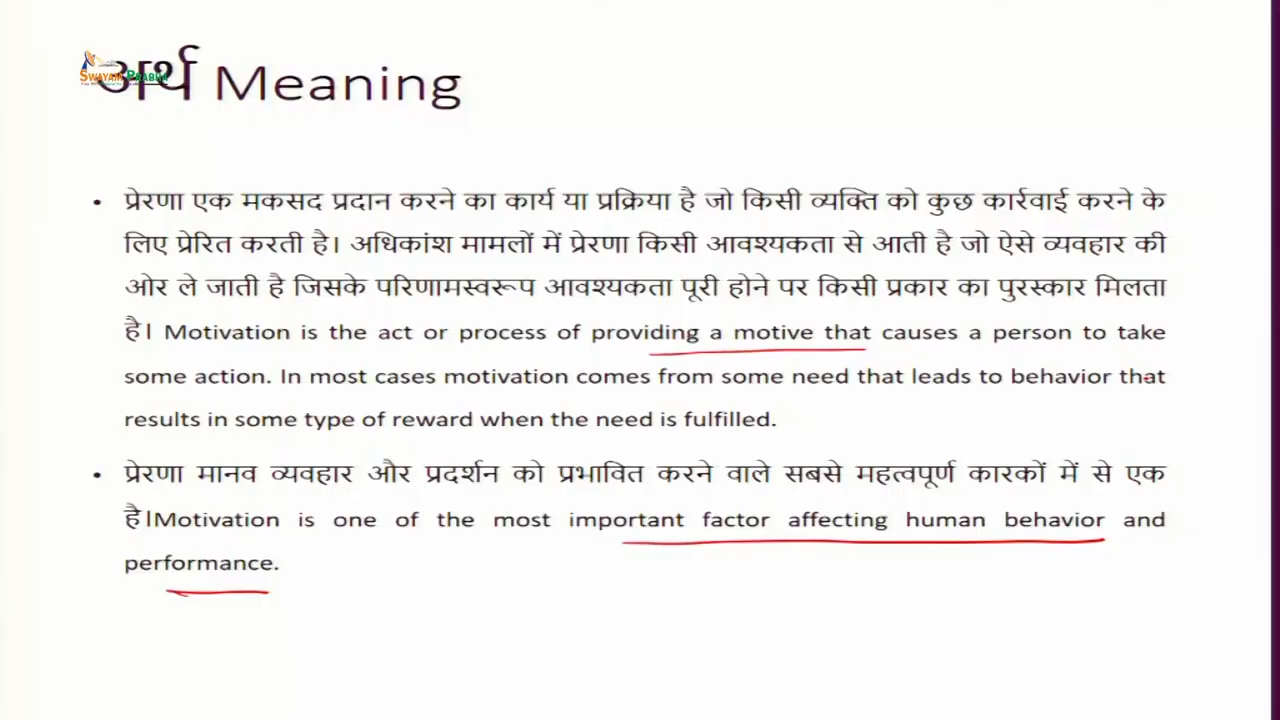 अर्थ Meaning
SWAYAM PRABHA
• प्रेरणा एक मकसद प्रदान करने का कार्य या प्रक्रिया है जो किसी व्यक्ति को कुछ कार्रवाई करने के
लिए प्रेरित करती है। अधिकांश मामलों में प्रेरणा किसी आवश्यकता से आती है जो ऐसे व्यवहार की
ओर ले जाती है जिसके परिणामस्वरूप आवश्यकता पूरी होने पर किसी प्रकार का पुरस्कार मिलता
है। Motivation is the act or process of providing a motive that causes a person to take
some action. In most cases motivation comes from some need that leads to behavior that
results in some type of reward when the need is fulfilled.
• प्रेरणा मानव व्यवहार और प्रदर्शन को प्रभावित करने वाले सबसे महत्वपूर्ण कारकों में से एक
है।Motivation is one of the most important factor affecting human behavior and
performance.